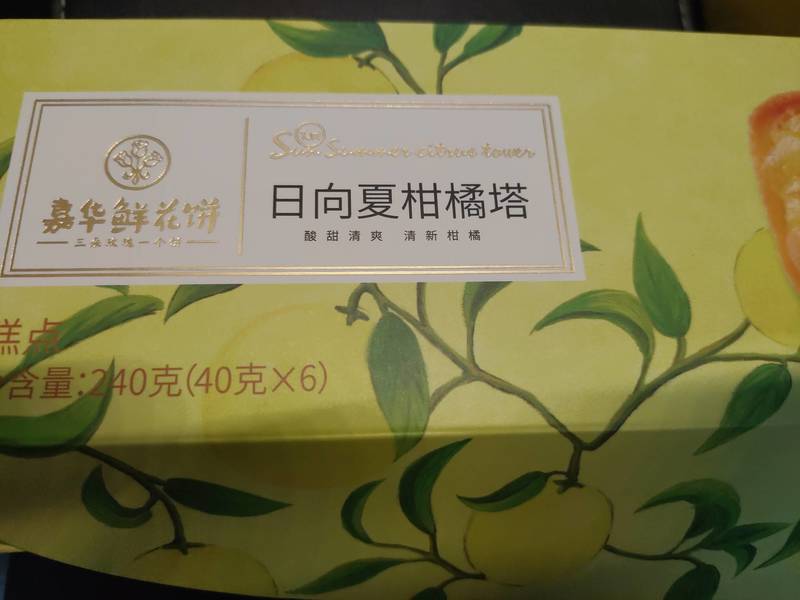 嘉华鲜花饼
三朵玫瑰一个饼
Sun Summer citrus tower
日向夏柑橘塔
酸甜清爽 清新柑橘
糕点
含量:240克(40克×6)